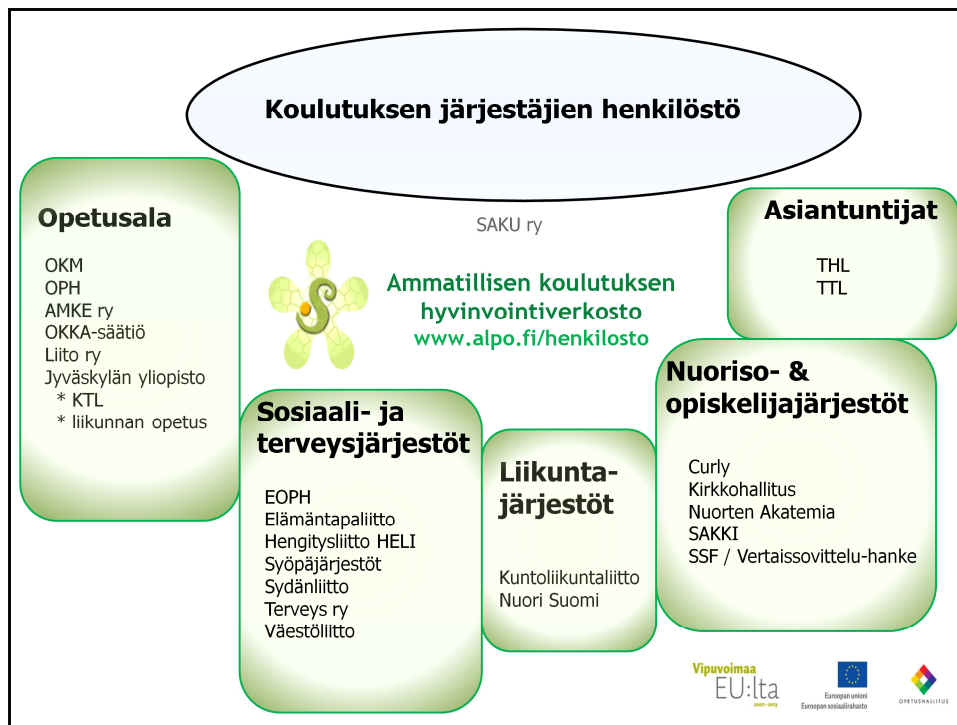 Koulutuksen järjestäjien henkilöstö
Opetusala
OKM
OPH
AMKE ry
OKKA-säätiö
Liito ry
Jyväskylän yliopisto
* KTL
* liikunnan opetus
SAKU ry
Ammatillisen koulutuksen
hyvinvointiverkosto
www.alpo.fi/henkilosto
Asiantuntijat
THL
TTL
Sosiaali- ja
terveysjärjestöt
EOPH
Elämäntapaliitto
Hengitysliitto HELI
Syöpäjärjestöt
Sydänliitto
Terveys ry
Väestöliitto
Liikunta-
järjestöt
Kuntoliikuntaliitto
Nuori Suomi
Nuoriso- &
opiskelijajärjestöt
Curly
Kirkkohallitus
Nuorten Akatemia
SAKKI
SSF / Vertaissovittelu-hanke
Vipuvoimaa
EU:lta
2007-2013
Euroopan unioni
Euroopan sosiaalirahasto
OPETUSHALLITUS